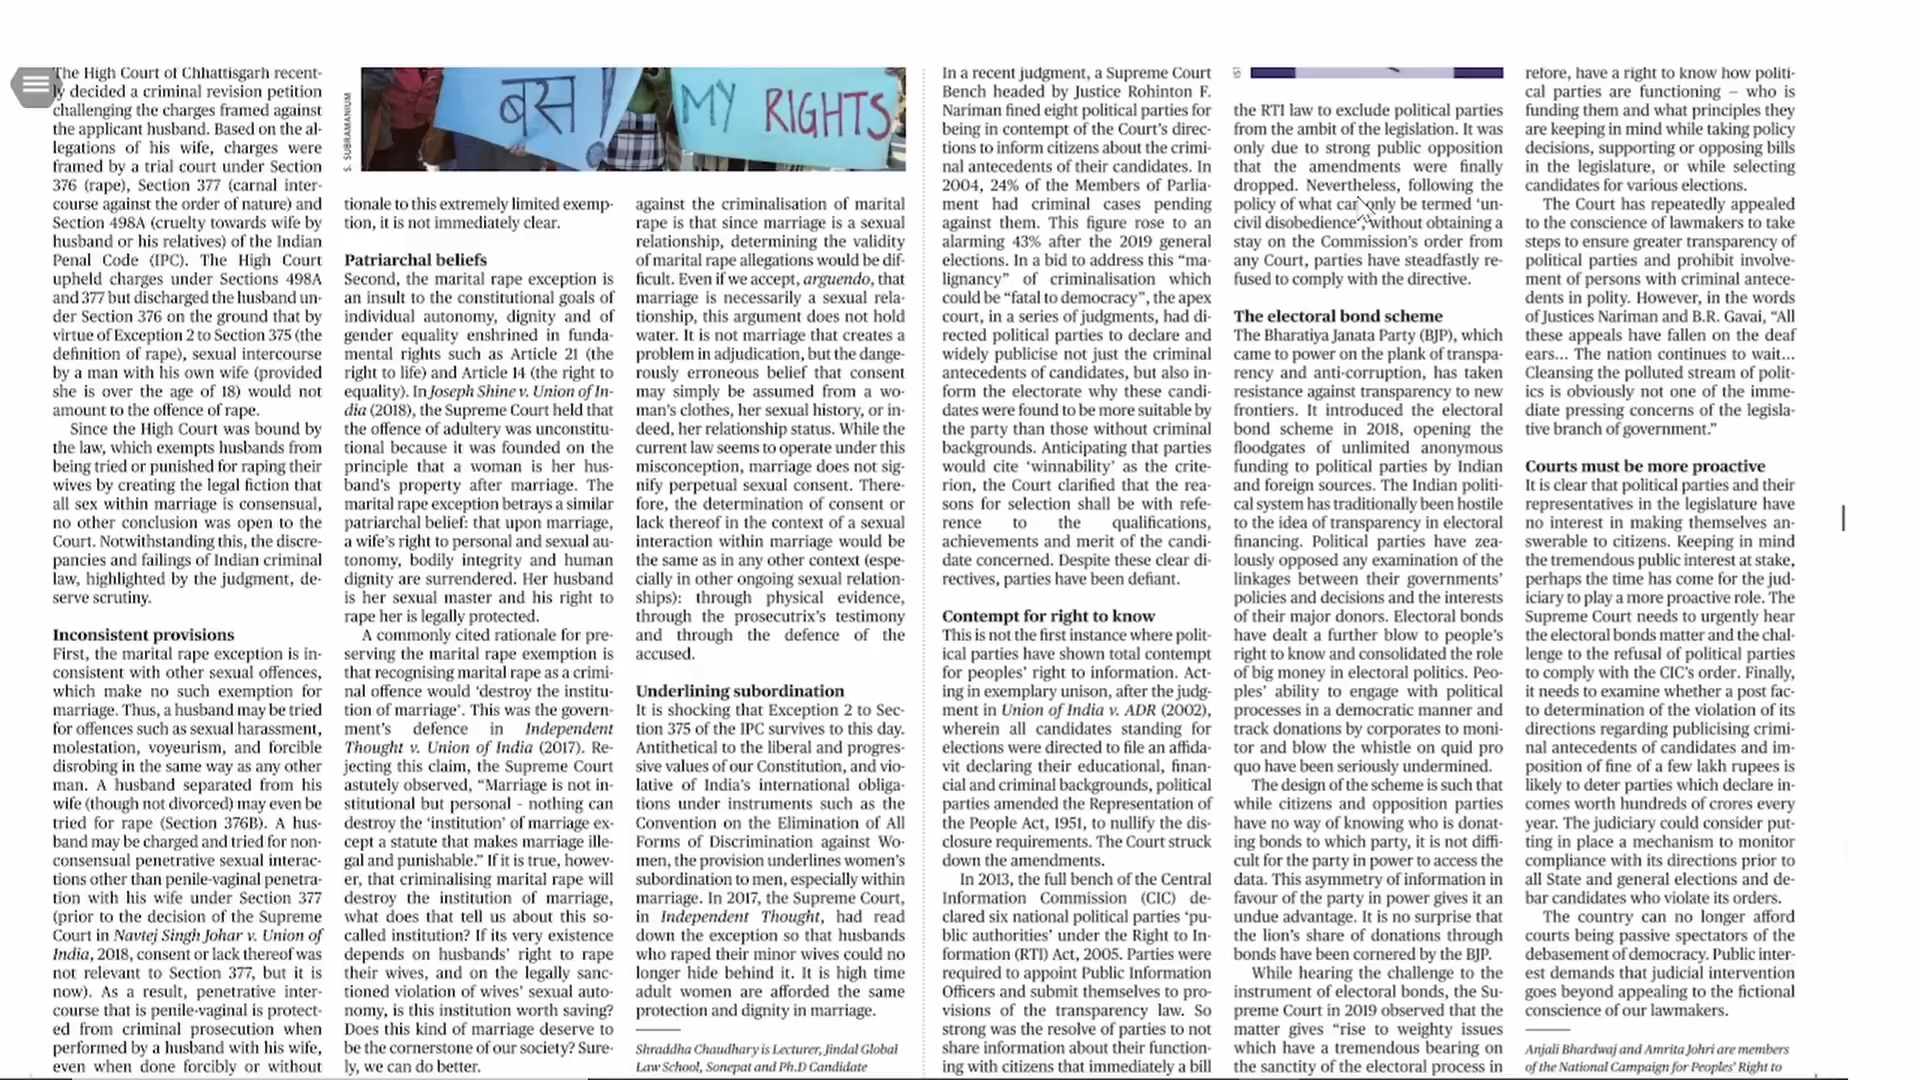 The High Court of Chhattisgarh recent-
ly decided a criminal revision petition
challenging the charges framed against
the applicant husband. Based on the al-
legations of his wife, charges were
framed by a trial court under Section
376 (rape), Section 377 (carnal inter-
course against the order of nature) and
Section 498A (cruelty towards wife by
husband or his relatives) of the Indian
Penal Code (IPC). The High Court
upheld charges under Sections 498A
and 377 but discharged the husband un-
der Section 376 on the ground that by
virtue of Exception 2 to Section 375 (the
definition of rape), sexual intercourse
by a man with his own wife (provided
she is over the age of 18) would not
amount to the offence of rape.
Since the High Court was bound by
the law, which exempts husbands from
being tried or punished for raping their
wives by creating the legal fiction that
all sex within marriage is consensual,
no other conclusion was open to the
Court. Notwithstanding this, the discre-
pancies and failings of Indian criminal
law, highlighted by the judgment, de-
serve scrutiny.
Inconsistent provisions
First, the marital rape exception is in-
consistent with other sexual offences,
which make no such exemption for
marriage. Thus, a husband may be tried
for offences such as sexual harassment,
molestation, voyeurism, and forcible
disrobing in the same way as any other
man. A husband separated from his
wife (though not divorced) may even be
tried for rape (Section 376B). A hus-
band may be charged and tried for non-
consensual penetrative sexual interac-
tions other than penile-vaginal penetra-
tion with his wife under Section 377
(prior to the decision of the Supreme
Court in Navtej Singh Johar v. Union of
India, 2018, consent or lack thereof was
not relevant to Section 377, but it is
now). As a result, penetrative inter-
course that is penile-vaginal is protect-
ed from criminal prosecution when
performed by a husband with his wife,
even when done forcibly or without
S. SUBRAMANIUM
बस!
MY RIGHTS
tionale to this extremely limited exemp-
tion, it is not immediately clear.
Patriarchal beliefs
Second, the marital rape exception is
an insult to the constitutional goals of
individual autonomy, dignity and of
gender equality enshrined in funda-
mental rights such as Article 21 (the
right to life) and Article 14 (the right to
equality). In Joseph Shine v. Union of In-
dia (2018), the Supreme Court held that
the offence of adultery was unconstitu-
tional because it was founded on the
principle that a woman is her hus-
band's property after marriage. The
marital rape exception betrays a similar
patriarchal belief: that upon marriage,
a wife's right to personal and sexual au-
tonomy, bodily integrity and human
dignity are surrendered. Her husband
is her sexual master and his right to
rape her is legally protected.
A commonly cited rationale for pre-
serving the marital rape exemption is
that recognising marital rape as a crimi-
nal offence would 'destroy the institu-
tion of marriage'. This was the govern-
ment's defence in Independent
Thought v. Union of India (2017). Re-
jecting this claim, the Supreme Court
astutely observed, "Marriage is not in-
stitutional but personal - nothing can
destroy the 'institution' of marriage ex-
cept a statute that makes marriage ille-
gal and punishable." If it is true, howev-
er, that criminalising marital rape will
destroy the institution of marriage,
what does that tell us about this so-
called institution? If its very existence
depends on husbands' right to rape
their wives, and on the legally sanc-
tioned violation of wives' sexual auto-
nomy, is this institution worth saving?
Does this kind of marriage deserve to
be the cornerstone of our society? Sure-
ly, we can do better.
against the criminalisation of marital
rape is that since marriage is a sexual
relationship, determining the validity
of marital rape allegations would be dif-
ficult. Even if we accept, arguendo, that
marriage is necessarily a sexual rela-
tionship, this argument does not hold
water. It is not marriage that creates a
problem in adjudication, but the dange-
rously erroneous belief that consent
may simply be assumed from a wo-
man's clothes, her sexual history, or in-
deed, her relationship status. While the
current law seems to operate under this
misconception, marriage does not sig-
nify perpetual sexual consent. There-
fore, the determination of consent or
lack thereof in the context of a sexual
interaction within marriage would be
the same as in any other context (espe-
cially in other ongoing sexual relation-
ships): through physical evidence,
through the prosecutrix's testimony
and through the defence of the
accused.
Underlining subordination
It is shocking that Exception 2 to Sec-
tion 375 of the IPC survives to this day.
Antithetical to the liberal and progres-
sive values of our Constitution, and vio-
lative of India's international obliga-
tions under instruments such as the
Convention on the Elimination of All
Forms of Discrimination against Wo-
men, the provision underlines women's
subordination to men, especially within
marriage. In 2017, the Supreme Court,
in Independent Thought, had read
down the exception so that husbands
who raped their minor wives could no
longer hide behind it. It is high time
adult women are afforded the same
protection and dignity in marriage.
Shraddha Chaudhary is Lecturer, Jindal Global
Law School, Sonepat and Ph.D Candidate
In a recent judgment, a Supreme Court
Bench headed by Justice Rohinton F.
Nariman fined eight political parties for
being in contempt of the Court's direc-
tions to inform citizens about the crimi-
nal antecedents of their candidates. In
2004, 24% of the Members of Parlia-
ment had criminal cases pending
against them. This figure rose to an
alarming 43% after the 2019 general
elections. In a bid to address this "ma-
lignancy" of criminalisation which
could be "fatal to democracy", the apex
court, in a series of judgments, had di-
rected political parties to declare and
widely publicise not just the criminal
antecedents of candidates, but also in-
form the electorate why these candi-
dates were found to be more suitable by
the party than those without criminal
backgrounds. Anticipating that parties
would cite 'winnability' as the crite-
rion, the Court clarified that the rea-
sons for selection shall be with refe-
rence to the qualifications,
achievements and merit of the candi-
date concerned. Despite these clear di-
rectives, parties have been defiant.
Contempt for right to know
This is not the first instance where polit-
ical parties have shown total contempt
for peoples' right to information. Act-
ing in exemplary unison, after the judg-
ment in Union of India v. ADR (2002),
wherein all candidates standing for
elections were directed to file an affida-
vit declaring their educational, finan-
cial and criminal backgrounds, political
parties amended the Representation of
the People Act, 1951, to nullify the dis-
closure requirements. The Court struck
down the amendments.
In 2013, the full bench of the Central
Information Commission (CIC) de-
clared six national political parties 'pu-
blic authorities' under the Right to In-
formation (RTI) Act, 2005. Parties were
required to appoint Public Information
Officers and submit themselves to pro-
visions of the transparency law. So
strong was the resolve of parties to not
share information about their function-
ing with citizens that immediately a bill
the RTI law to exclude political parties
from the ambit of the legislation. It was
only due to strong public opposition
that the amendments were finally
dropped. Nevertheless, following the
policy of what can only be termed 'un-
civil disobedience', without obtaining a
stay on the Commission's order from
any Court, parties have steadfastly re-
fused to comply with the directive.
The electoral bond scheme
The Bharatiya Janata Party (BJP), which
came to power on the plank of transpa-
rency and anti-corruption, has taken
resistance against transparency to new
frontiers. It introduced the electoral
bond scheme in 2018, opening the
floodgates of unlimited anonymous
funding to political parties by Indian
and foreign sources. The Indian politi-
cal system has traditionally been hostile
to the idea of transparency in electoral
financing. Political parties have zea-
lously opposed any examination of the
linkages between their governments'
policies and decisions and the interests
of their major donors. Electoral bonds
have dealt a further blow to people's
right to know and consolidated the role
of big money in electoral politics. Peo-
ples' ability to engage with political
processes in a democratic manner and
track donations by corporates to moni-
tor and blow the whistle on quid pro
quo have been seriously undermined.
The design of the scheme is such that
while citizens and opposition parties
have no way of knowing who is donat-
ing bonds to which party, it is not diffi-
cult for the party in power to access the
data. This asymmetry of information in
favour of the party in power gives it an
undue advantage. It is no surprise that
the lion's share of donations through
bonds have been cornered by the BJP.
While hearing the challenge to the
instrument of electoral bonds, the Su-
preme Court in 2019 observed that the
matter gives "rise to weighty issues
which have a tremendous bearing on
the sanctity of the electoral process in
refore, have a right to know how politi-
cal parties are functioning – who is
funding them and what principles they
are keeping in mind while taking policy
decisions, supporting or opposing bills
in the legislature, or while selecting
candidates for various elections.
The Court has repeatedly appealed
to the conscience of lawmakers to take
steps to ensure greater transparency of
political parties and prohibit involve-
ment of persons with criminal antece-
dents in polity. However, in the words
of Justices Nariman and B.R. Gavai, "All
these appeals have fallen on the deaf
ears... The nation continues to wait...
Cleansing the polluted stream of polit-
ics is obviously not one of the imme-
diate pressing concerns of the legisla-
tive branch of government."
Courts must be more proactive
It is clear that political parties and their
representatives in the legislature have
no interest in making themselves an-
swerable to citizens. Keeping in mind
the tremendous public interest at stake,
perhaps the time has come for the jud-
iciary to play a more proactive role. The
Supreme Court needs to urgently hear
the electoral bonds matter and the chal-
lenge to the refusal of political parties
to comply with the CIC's order. Finally,
it needs to examine whether a post fac-
to determination of the violation of its
directions regarding publicising crimi-
nal antecedents of candidates and im-
position of fine of a few lakh rupees is
likely to deter parties which declare in-
comes worth hundreds of crores every
year. The judiciary could consider put-
ting in place a mechanism to monitor
compliance with its directions prior to
all State and general elections and de-
bar candidates who violate its orders.
The country can no longer afford
courts being passive spectators of the
debasement of democracy. Public inter-
est demands that judicial intervention
goes beyond appealing to the fictional
conscience of our lawmakers.
Anjali Bhardwaj and Amrita Johri are members
of the National Campaign for Peoples' Right to